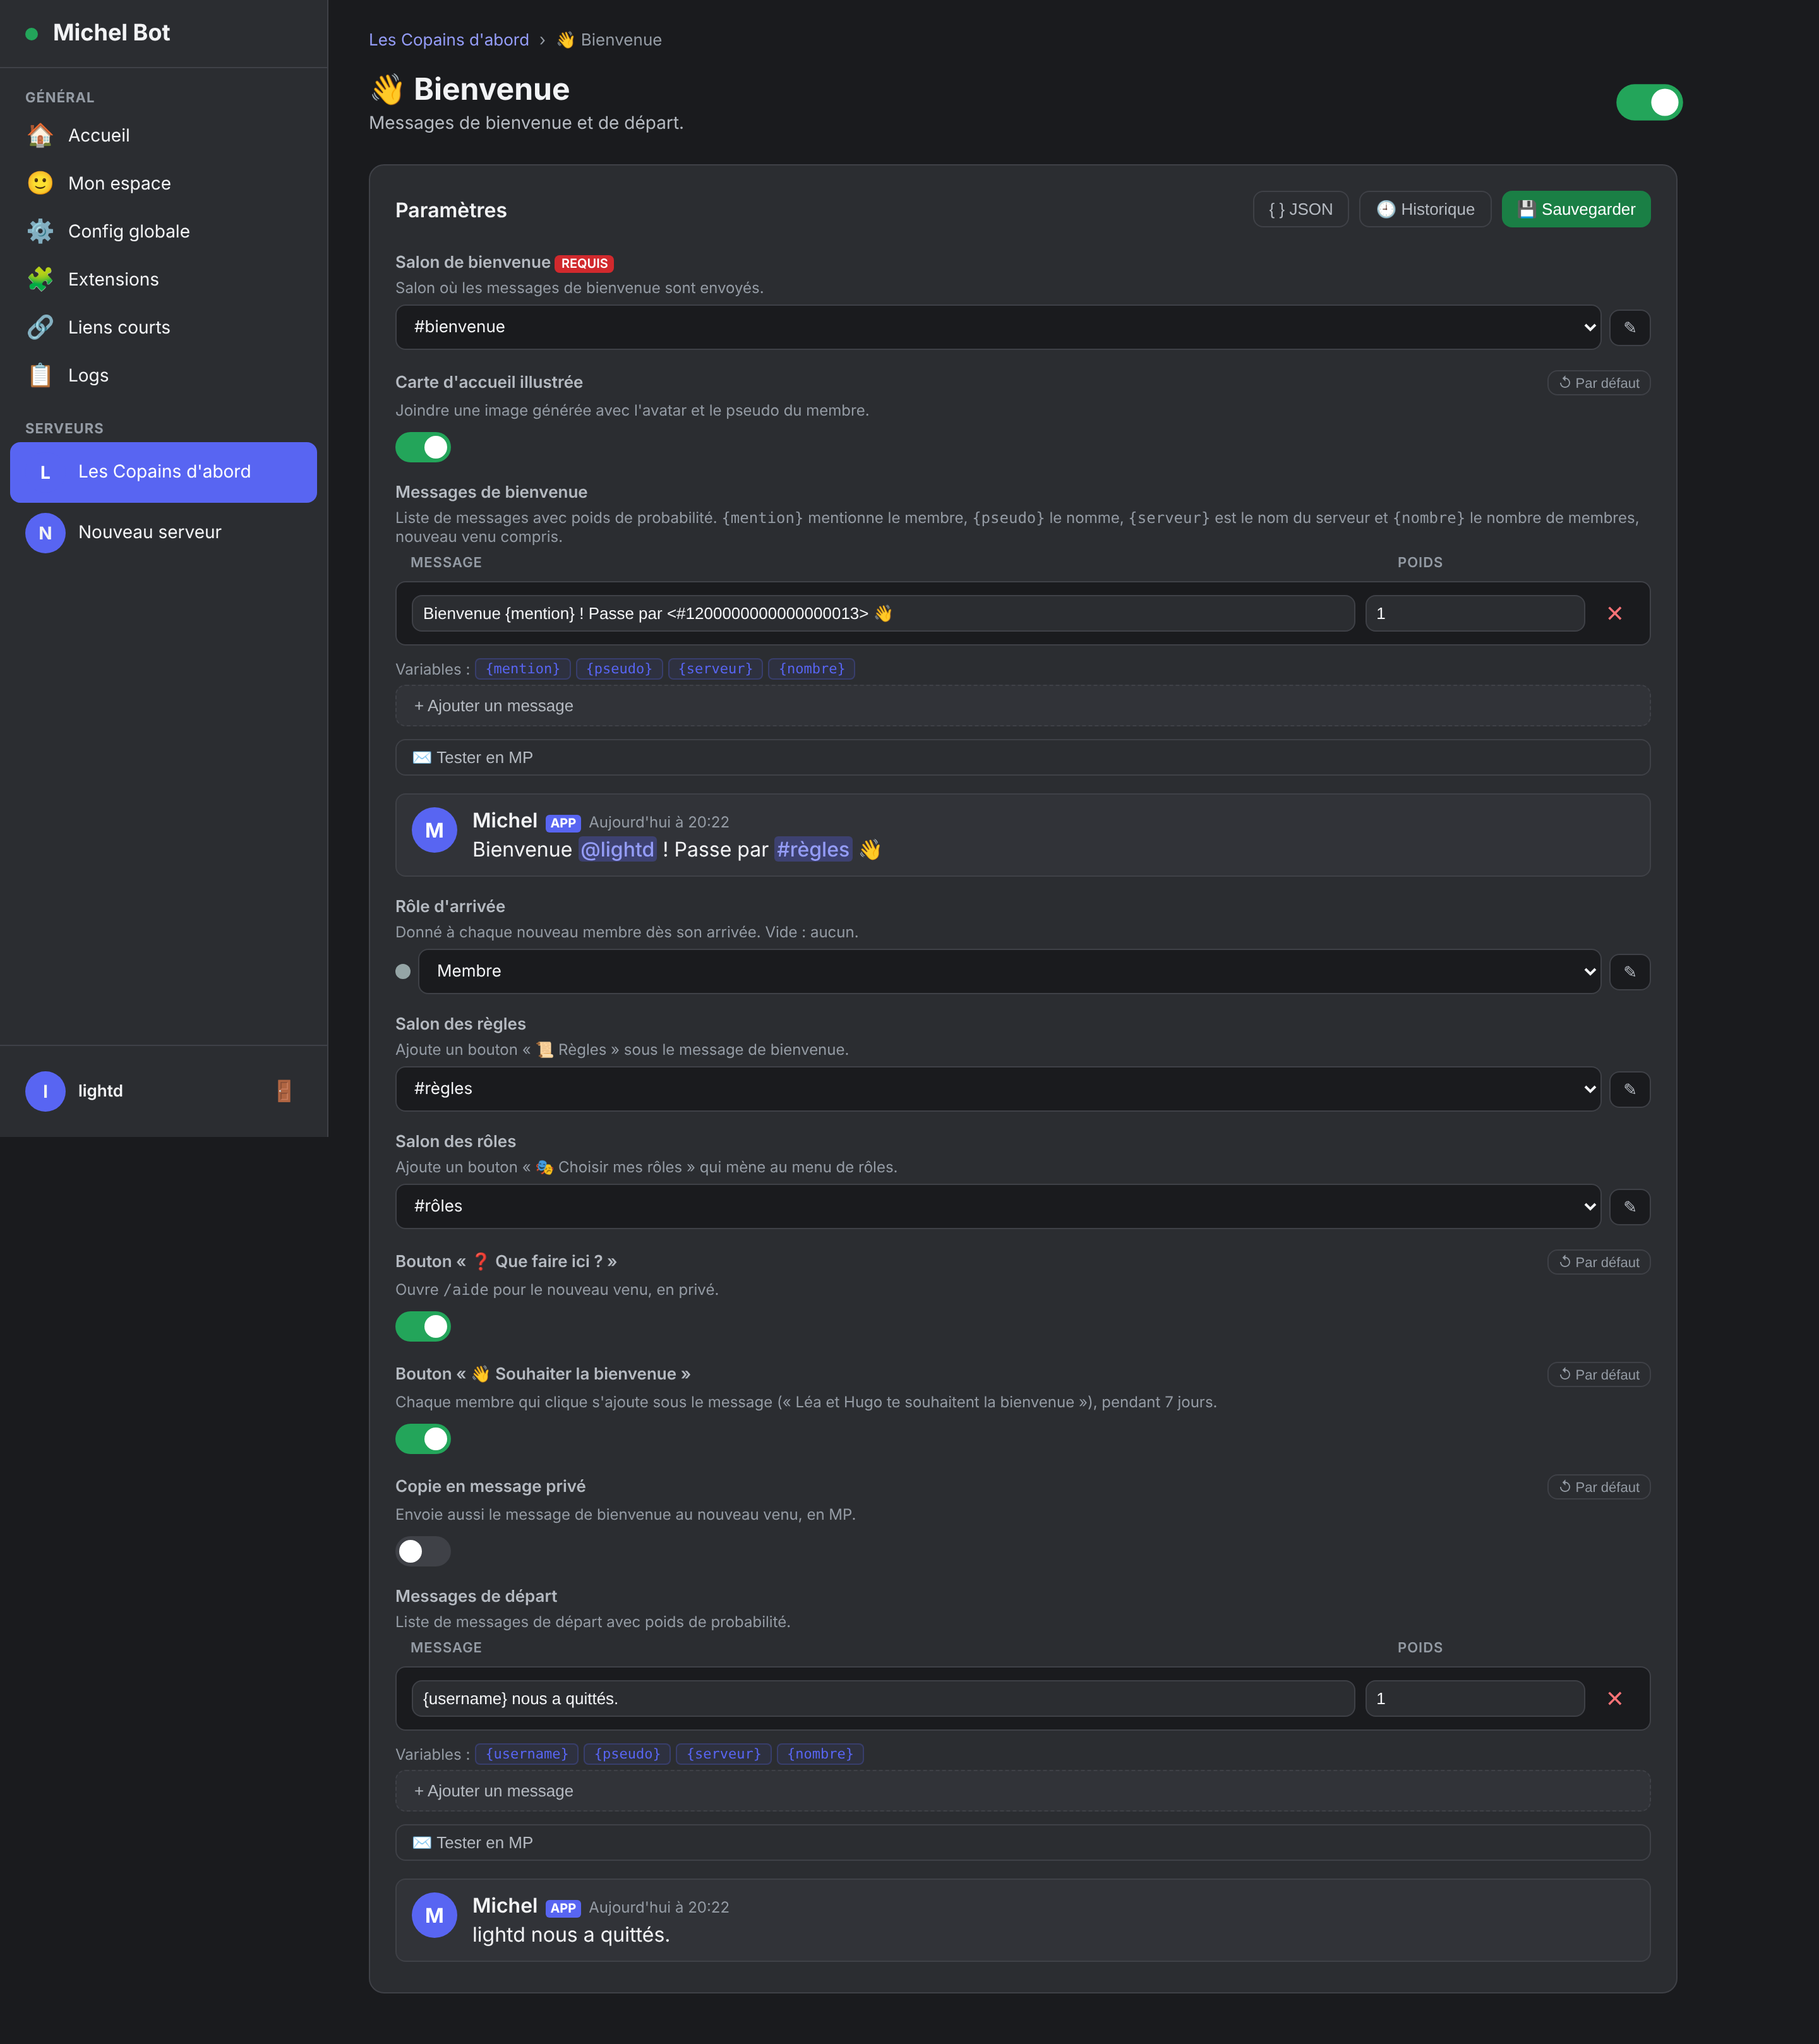 Michel Bot
GÉNÉRAL
🏠 Accueil
🙂 Mon espace
⚙️ Config globale
🧩 Extensions
🔗 Liens courts
📋 Logs
SERVEURS
L Les Copains d'abord
N Nouveau serveur
l lightd 🚪
Les Copains d'abord › 👋 Bienvenue
👋 Bienvenue
Messages de bienvenue et de départ.
Paramètres
{ } JSON
🕘 Historique
💾 Sauvegarder
Salon de bienvenue REQUIS
Salon où les messages de bienvenue sont envoyés.
#bienvenue ✎
Carte d'accueil illustrée
↺ Par défaut
Joindre une image générée avec l'avatar et le pseudo du membre.
Messages de bienvenue
Liste de messages avec poids de probabilité. {mention} mentionne le membre, {pseudo} le nomme, {serveur} est le nom du serveur et {nombre} le nombre de membres,
nouveau venu compris.
MESSAGE POIDS
Bienvenue {mention} ! Passe par <#1200000000000000013> 👋 1 ✕
Variables : {mention} {pseudo} {serveur} {nombre}
+ Ajouter un message
✉️ Tester en MP
M Michel APP Aujourd'hui à 20:22
Bienvenue @lightd ! Passe par #règles 👋
Rôle d'arrivée
Donné à chaque nouveau membre dès son arrivée. Vide : aucun.
Membre ✎
Salon des règles
Ajoute un bouton « 📜 Règles » sous le message de bienvenue.
#règles ✎
Salon des rôles
Ajoute un bouton « 🎭 Choisir mes rôles » qui mène au menu de rôles.
#rôles ✎
Bouton « ❓ Que faire ici ? »
↺ Par défaut
Ouvre /aide pour le nouveau venu, en privé.
Bouton « 👋 Souhaiter la bienvenue »
↺ Par défaut
Chaque membre qui clique s'ajoute sous le message (« Léa et Hugo te souhaitent la bienvenue »), pendant 7 jours.
Copie en message privé
↺ Par défaut
Envoie aussi le message de bienvenue au nouveau venu, en MP.
Messages de départ
Liste de messages de départ avec poids de probabilité.
MESSAGE POIDS
{username} nous a quittés. 1 ✕
Variables : {username} {pseudo} {serveur} {nombre}
+ Ajouter un message
✉️ Tester en MP
M Michel APP Aujourd'hui à 20:22
lightd nous a quittés.